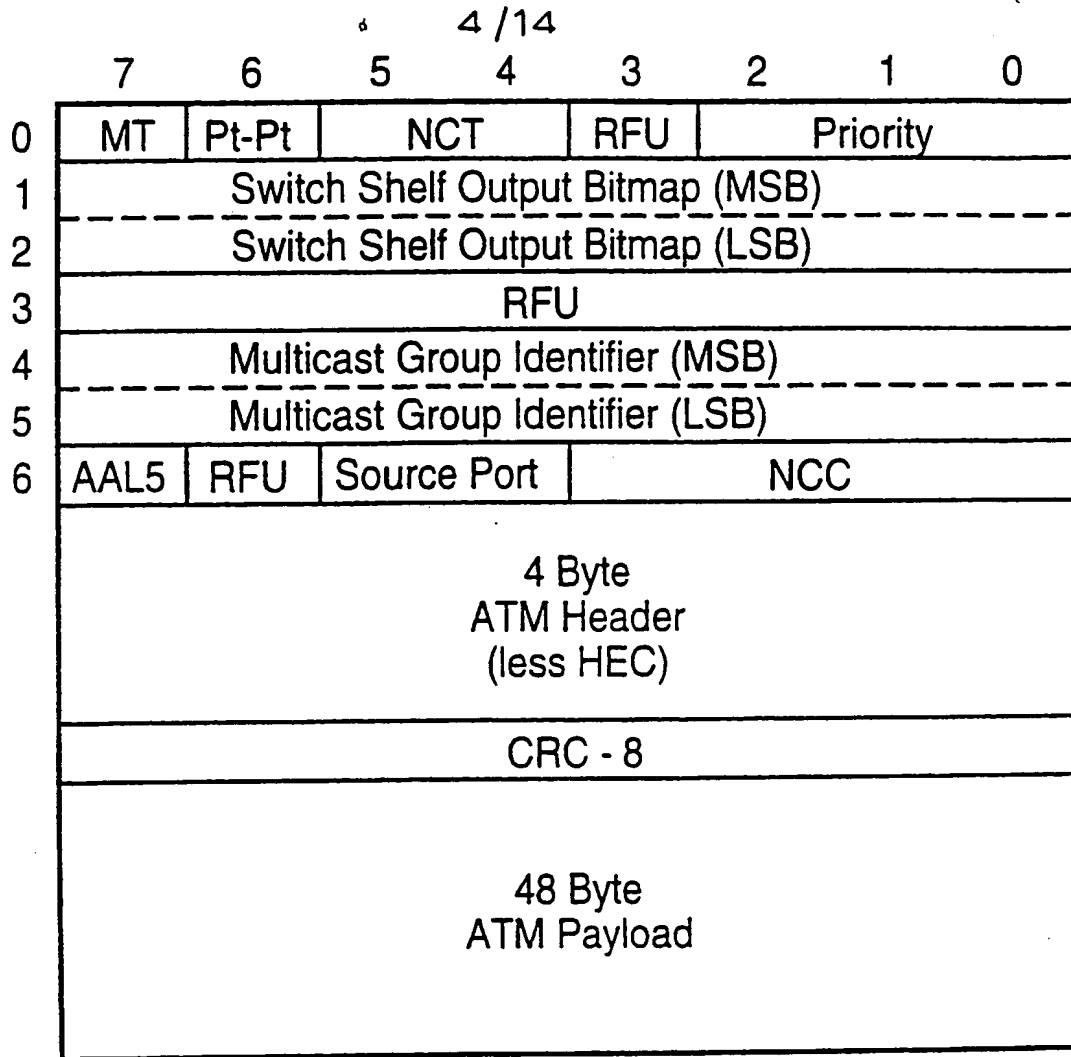 4/14
7 6 5 4 3 2 1 0
0 MT Pt-Pt NCT RFU Priority
1 Switch Shelf Output Bitmap (MSB)
2 Switch Shelf Output Bitmap (LSB)
3 RFU
4 Multicast Group Identifier (MSB)
5 Multicast Group Identifier (LSB)
6 AAL5 RFU Source Port NCC
4 Byte
ATM Header
(less HEC)
CRC - 8
48 Byte
ATM Payload